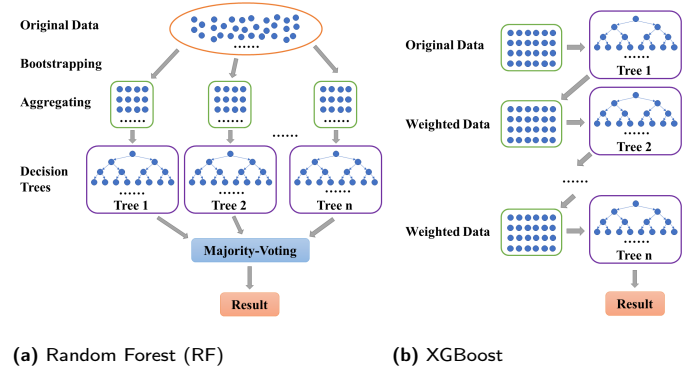 Original Data
......
Bootstrapping
Aggregating
......
......
......
......
Decision
Trees
......
Tree 1
......
Tree 2
......
Tree n
Majority-Voting
Result
(a) Random Forest (RF)
Original Data
......
Tree 1
Weighted Data
......
Tree 2
......
Weighted Data
......
Tree n
Result
(b) XGBoost